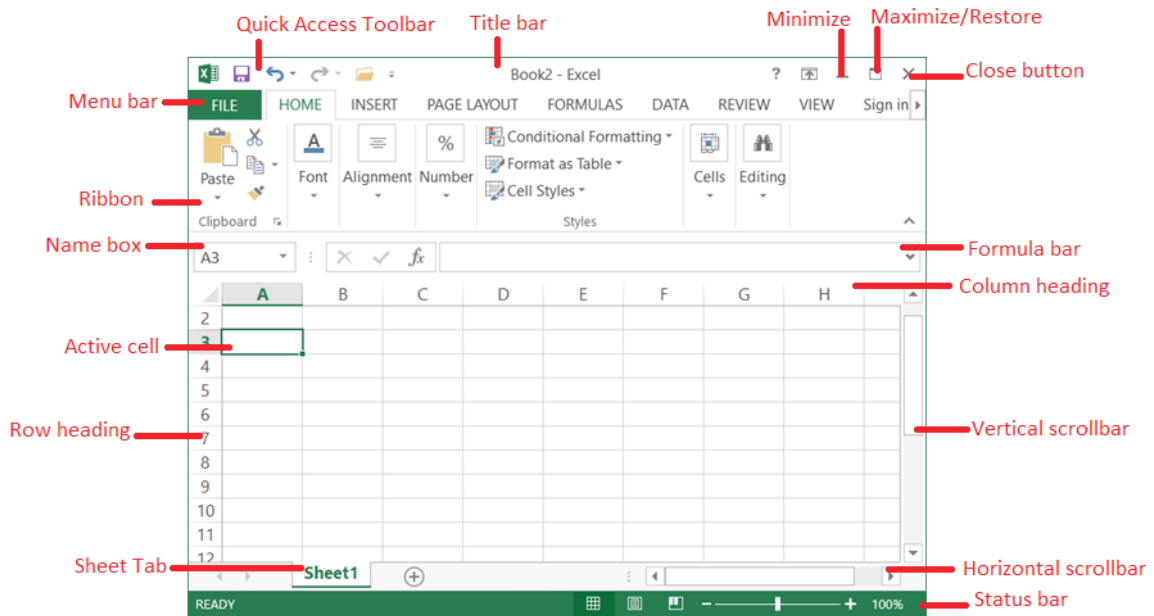 Quick Access Toolbar
Title bar
Minimize
Maximize/Restore
Book2 - Excel
?
Close button
Menu bar
FILE HOME INSERT PAGE LAYOUT FORMULAS DATA REVIEW VIEW Sign in
Paste
A
Font
Alignment
%
Number
Conditional Formatting
Format as Table
Cell Styles
Cells
Editing
Ribbon
Clipboard
Styles
Name box
A3
fx
Formula bar
Column heading
A B C D E F G H
2
3
Active cell
4
5
6
Row heading
7
Vertical scrollbar
8
9
10
11
12
Sheet Tab
Sheet1
Horizontal scrollbar
READY
100%
Status bar